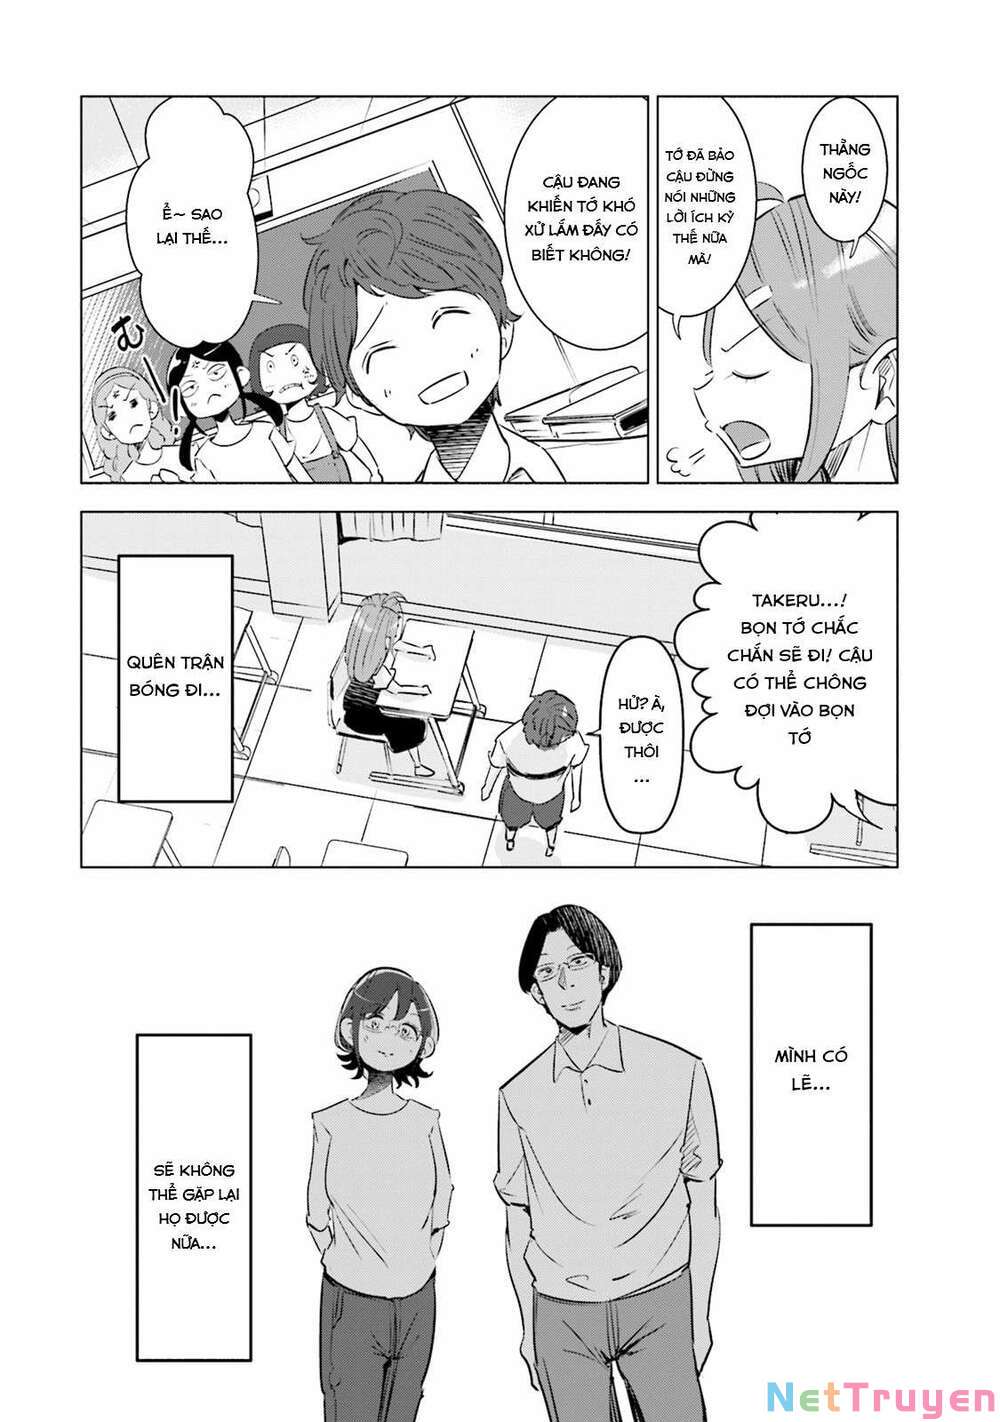 THẰNG
NGỐC
NÀY!
TỚ ĐÃ BẢO
CẬU ĐỪNG
NÓI NHỮNG
LỜI ÍCH KỶ
THẾ NỮA
MÀ!
CẬU ĐANG
KHIẾN TỚ KHÓ
XỬ LẮM ĐẤY CÓ
BIẾT KHÔNG!
Ể~ SAO
LẠI THẾ...
む
!!
TAKERU...!
BỌN TỚ CHẮC
CHẮN SẼ ĐI! CẬU
CÓ THỂ CHÔNG
ĐỢI VÀO BỌN
TỚ
HỬ? À,
ĐƯỢC
THÔI
...
QUÊN TRẬN
BÓNG ĐI...
MÌNH CÓ
LẼ...
SẼ KHÔNG
THỂ GẶP LẠI
HỌ ĐƯỢC
NỮA...
NetTruyen